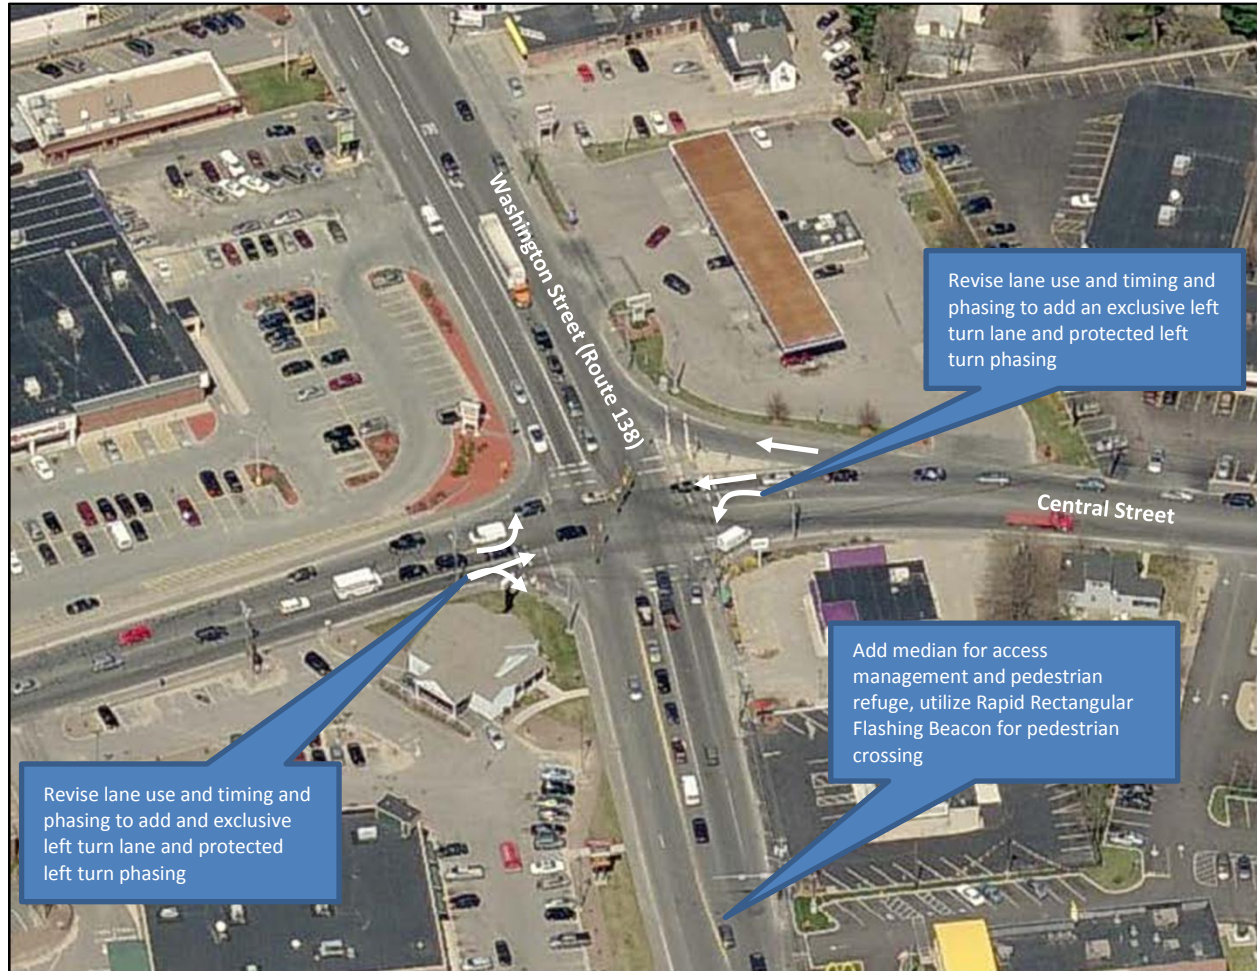 Washington Street (Route 138)
Revise lane use and timing and
phasing to add an exclusive left
turn lane and protected left
turn phasing
Central Street
Add median for access
management and pedestrian
refuge, utilize Rapid Rectangular
Flashing Beacon for pedestrian
crossing
Revise lane use and timing and
phasing to add and exclusive
left turn lane and protected
left turn phasing